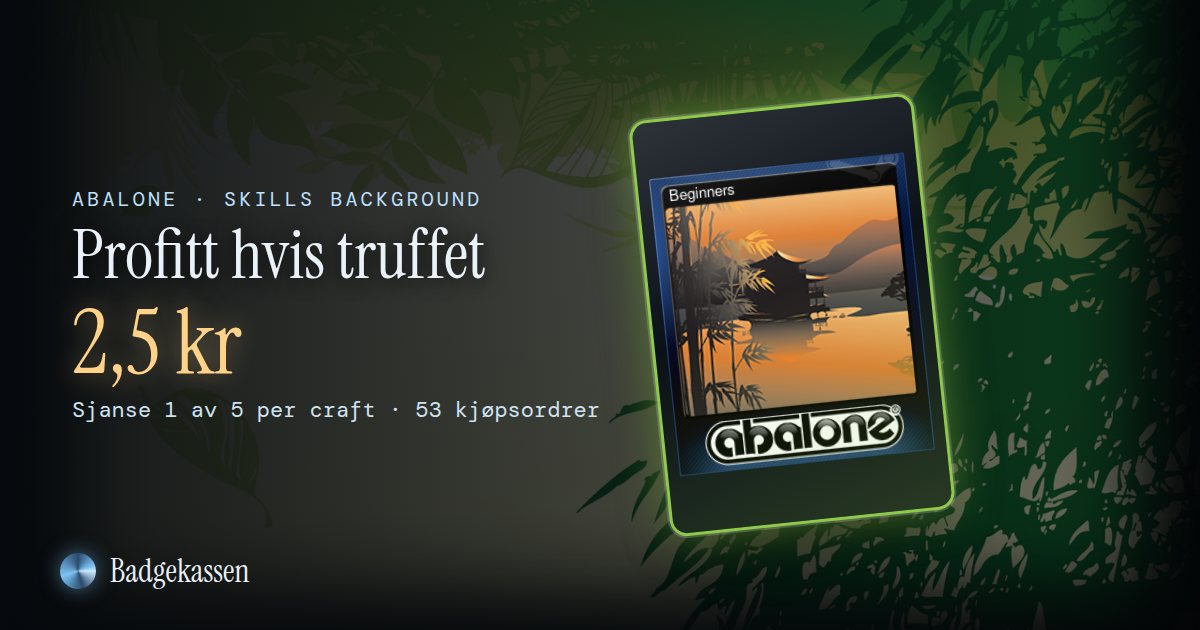 ABALONE · SKILLS BACKGROUND
Profitt hvis truffet
2,5 kr
Sjanse 1 av 5 per craft · 53 kjøpsordrer
Beginners
abalone®
Badgekassen